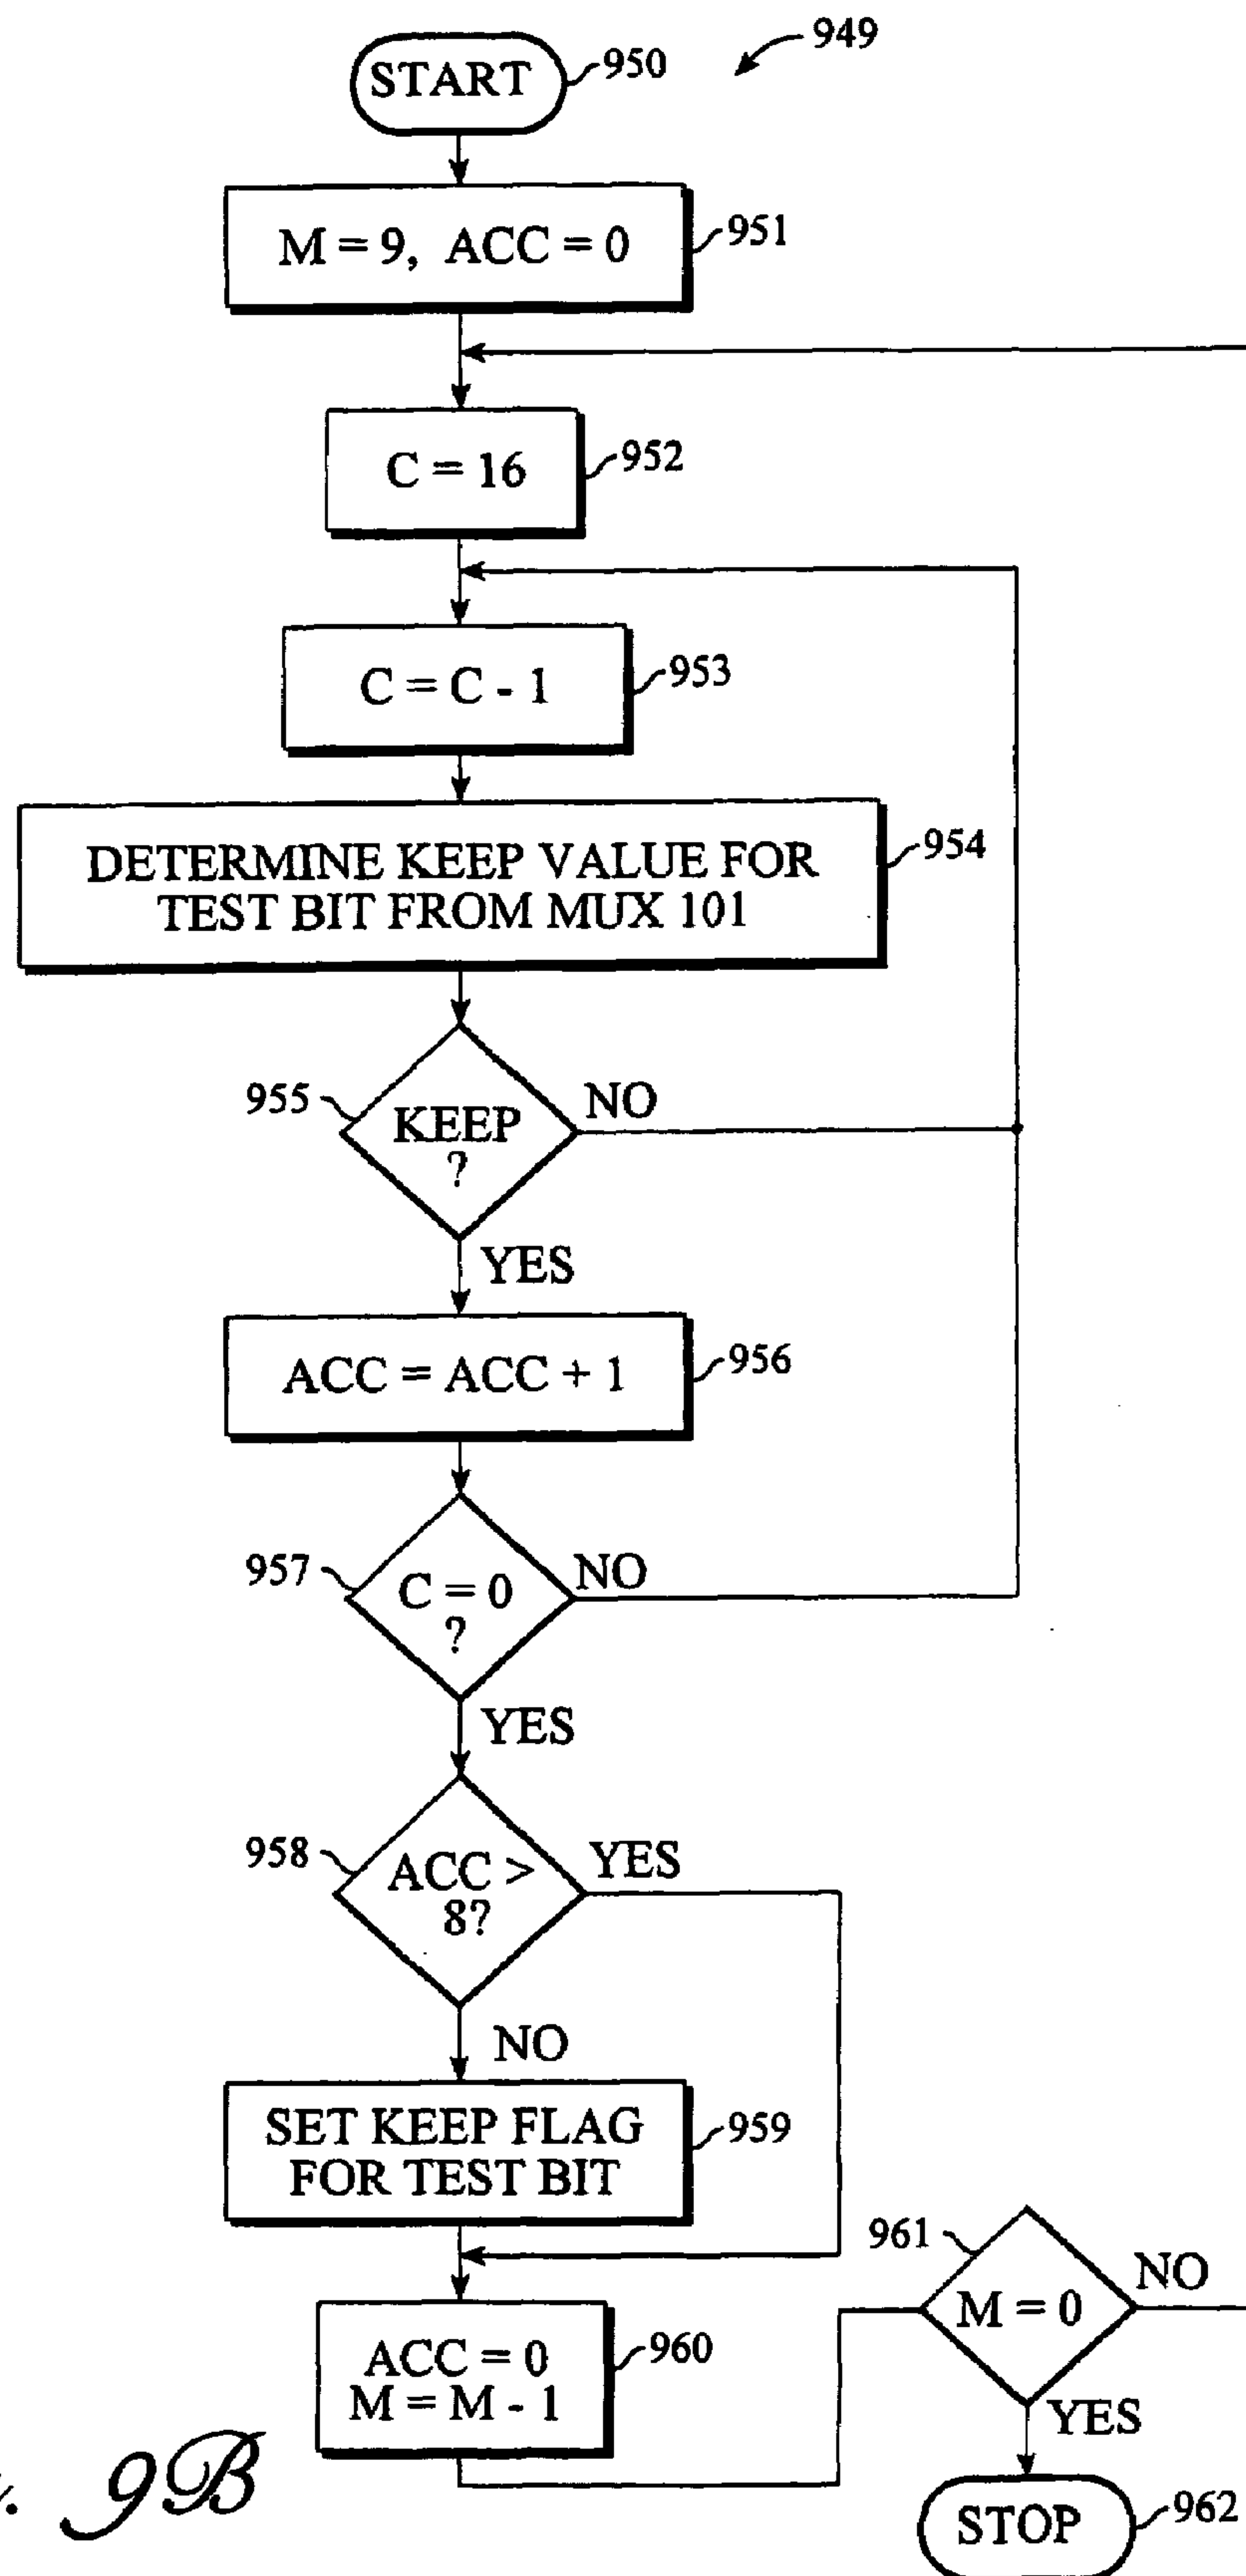 949
START
950
M = 9, ACC = 0
951
C = 16
952
C = C - 1
953
DETERMINE KEEP VALUE FOR
TEST BIT FROM MUX 101
954
955
KEEP
?
NO
YES
ACC = ACC + 1
956
957
C = 0
?
NO
YES
958
ACC >
8?
YES
NO
SET KEEP FLAG
FOR TEST BIT
959
ACC = 0
M = M - 1
960
961
M = 0
NO
YES
STOP
962
9B